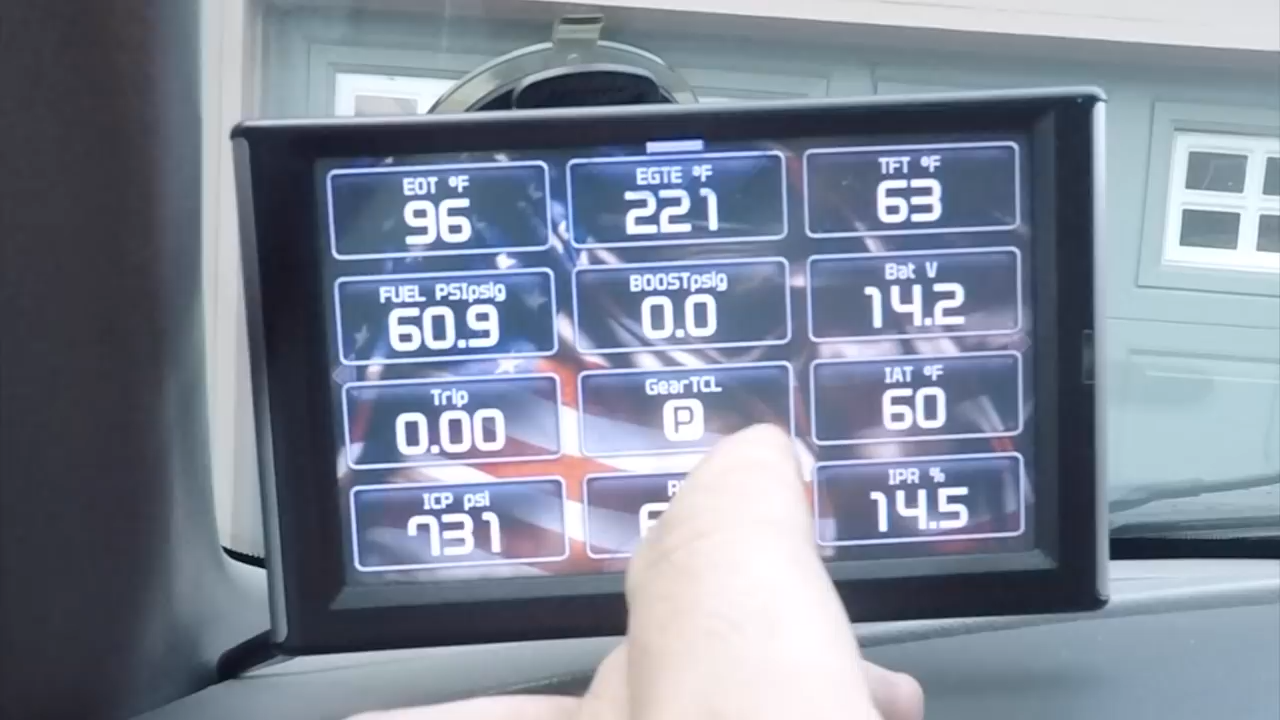 EOT °F
96
EGTE °F
221
TFT °F
63
FUEL PSIpsig
60.9
BOOSTpsig
0.0
Bat V
14.2
Trip
0.00
GearTCL
P
IAT °F
60
ICP psi
731
IPR %
14.5